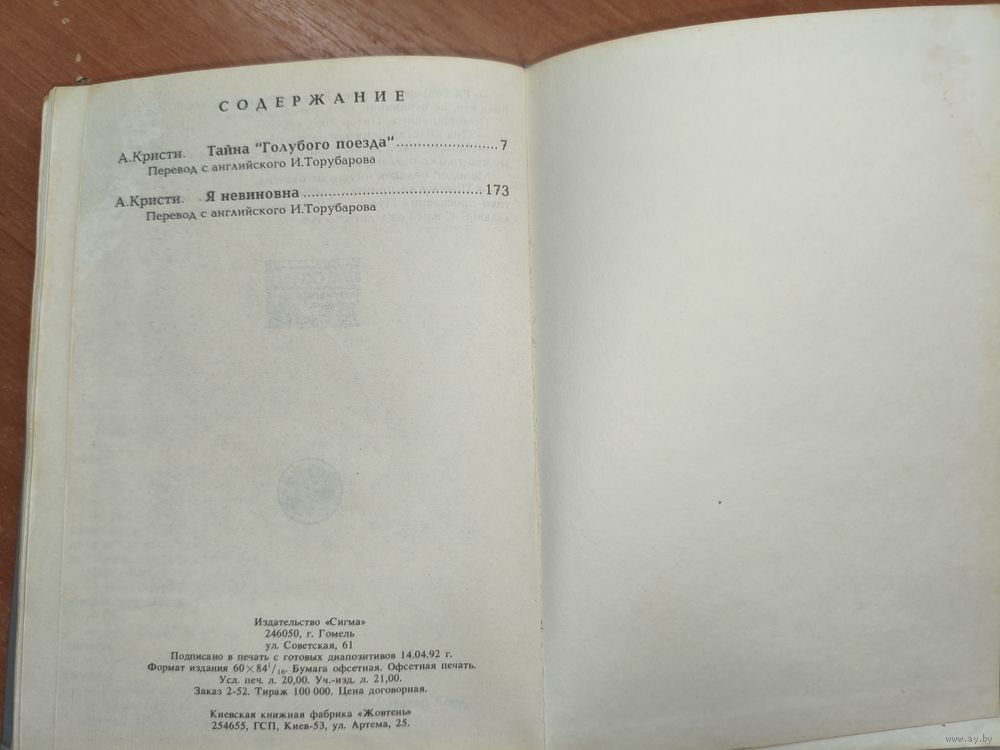 СОДЕРЖАНИЕ
А.Кристи. Тайна "Голубого поезда" ........................ 7
Перевод с английского И.Торубарова
А.Кристи. Я невиновна .......................................... 173
Перевод с английского И.Торубарова
Издательство «Сигма»
246050, г. Гомель
ул. Советская, 61
Подписано в печать с готовых диапозитивов 14.04.92 г.
Формат издания 60×84¹/₁₆. Бумага офсетная. Офсетная печать.
Усл. печ. л. 20,00. Уч.-изд. л. 21,00.
Заказ 2-52. Тираж 100 000. Цена договорная.
Киевская книжная фабрика «Жовтень»
254655, ГСП, Киев-53, ул. Артема, 25.
www.ay.by